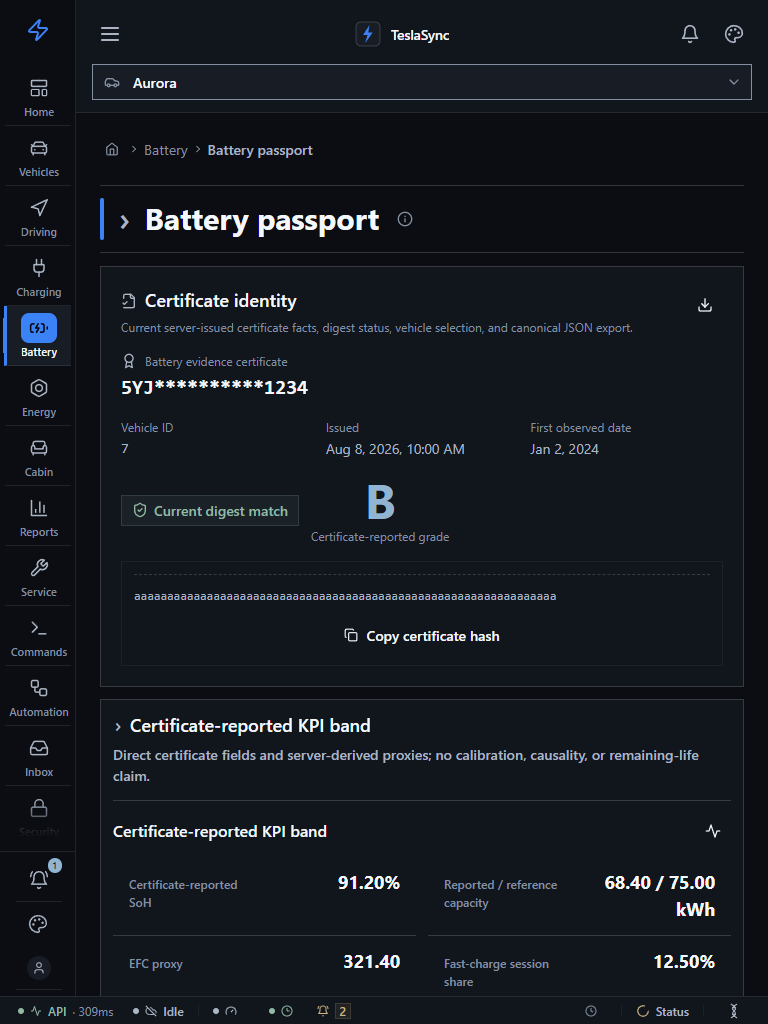 TeslaSync
Aurora
Home
Vehicles
Driving
Charging
Battery
Energy
Cabin
Reports
Service
Commands
Automation
Inbox
Security
1
Battery
Battery passport
Battery passport
Certificate identity
Current server-issued certificate facts, digest status, vehicle selection, and canonical JSON export.
Battery evidence certificate
5YJ**********1234
Vehicle ID
7
Issued
Aug 8, 2026, 10:00 AM
First observed date
Jan 2, 2024
Current digest match
B
Certificate-reported grade
aaaaaaaaaaaaaaaaaaaaaaaaaaaaaaaaaaaaaaaaaaaaaaaaaaaaaaaaaaaaaaaa
Copy certificate hash
Certificate-reported KPI band
Direct certificate fields and server-derived proxies; no calibration, causality, or remaining-life
claim.
Certificate-reported KPI band
Certificate-reported
SoH
91.20%
Reported / reference
capacity
68.40 / 75.00
kWh
EFC proxy
321.40
Fast-charge session
share
12.50%
API · 309ms
Idle
2
Status